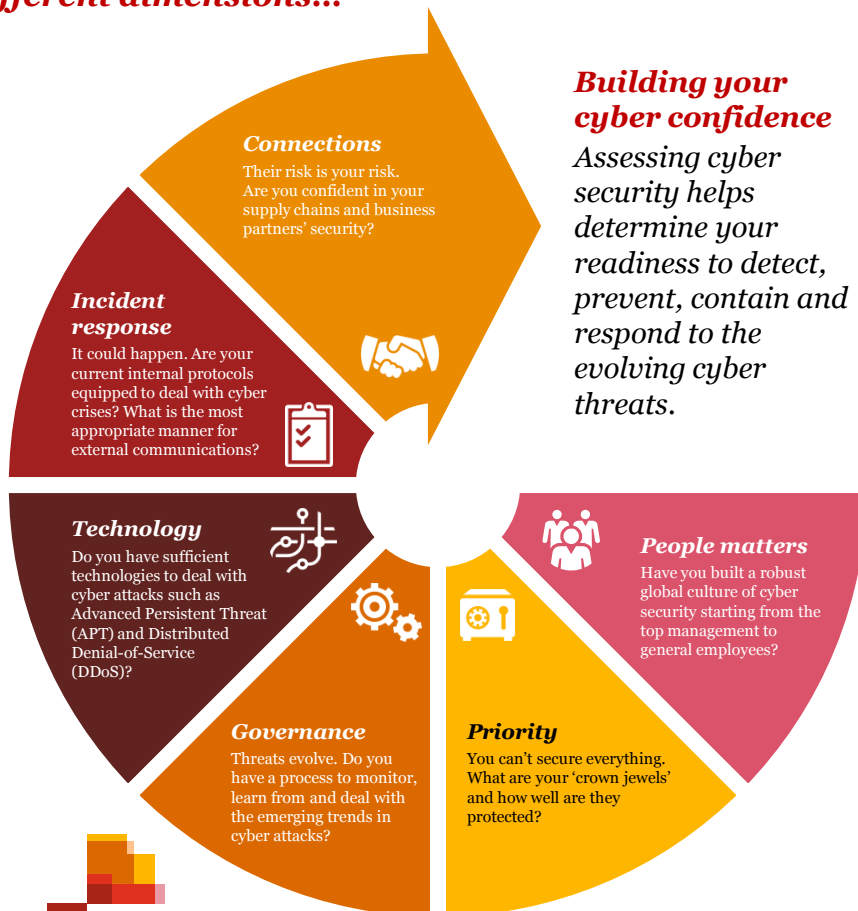 fferent dimensions...
Building your
cyber confidence
Assessing cyber
security helps
determine your
readiness to detect,
prevent, contain and
respond to the
evolving cyber
threats.
Connections
Their risk is your risk.
Are you confident in your
supply chains and business
partners’ security?
Incident
response
It could happen. Are your
current internal protocols
equipped to deal with cyber
crises? What is the most
appropriate manner for
external communications?
Technology
Do you have sufficient
technologies to deal with
cyber attacks such as
Advanced Persistent Threat
(APT) and Distributed
Denial-of-Service
(DDoS)?
Governance
Threats evolve. Do you
have a process to monitor,
learn from and deal with
the emerging trends in
cyber attacks?
Priority
You can’t secure everything.
What are your ‘crown jewels’
and how well are they
protected?
People matters
Have you built a robust
global culture of cyber
security starting from the
top management to
general employees?